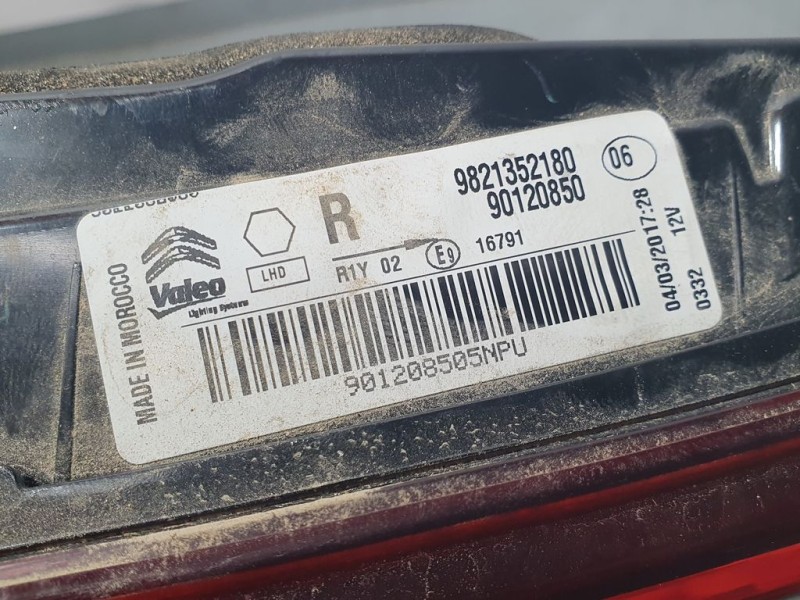 MADE IN MOROCCO
Valeo
Lighting Systems
LHD
R
R1Y 02
E9
16791
9821352180
90120850
06
901208505NPU
04/03/2017:28
0332
12V